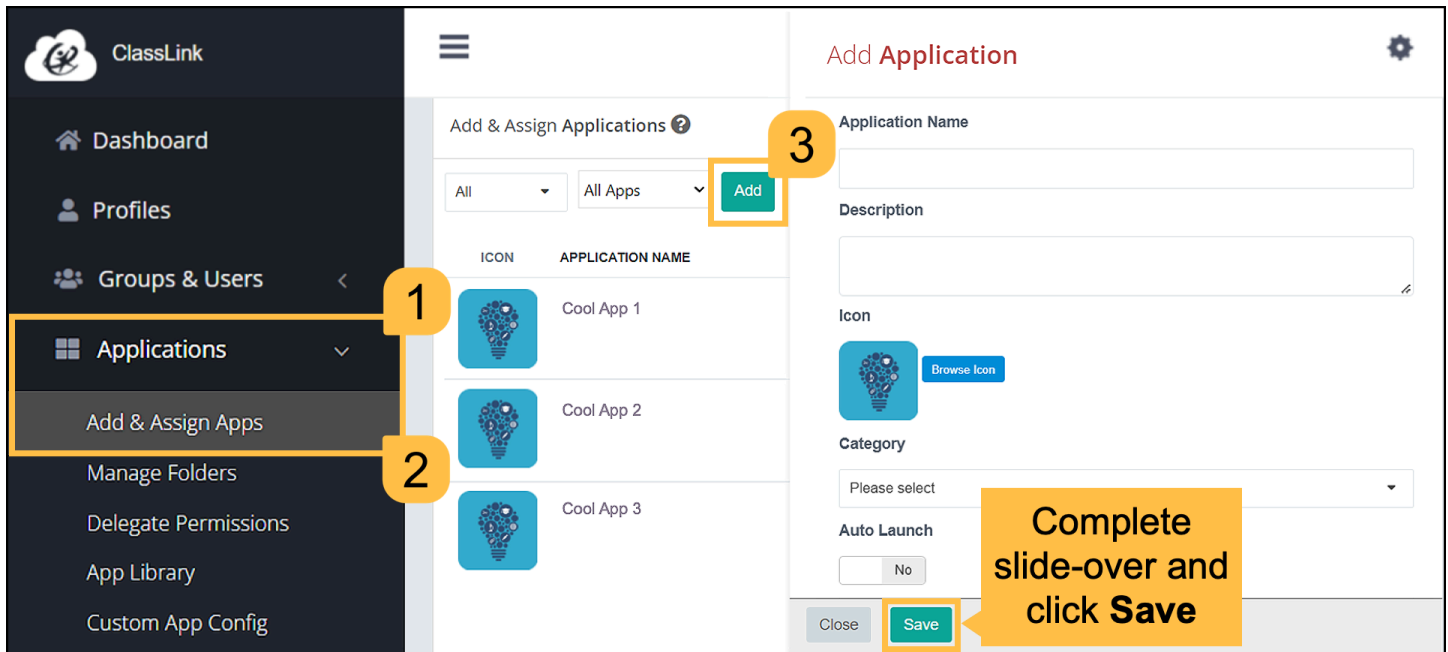 ClassLink
Dashboard
Profiles
Groups & Users
1
Applications
Add & Assign Apps
2
Manage Folders
Delegate Permissions
App Library
Custom App Config
Add & Assign Applications
3
All
All Apps
Add
ICON APPLICATION NAME
Cool App 1
Cool App 2
Cool App 3
Add Application
Application Name
Description
Icon
Browse Icon
Category
Please select
Auto Launch
No
Close
Save
Complete
slide-over and
click Save